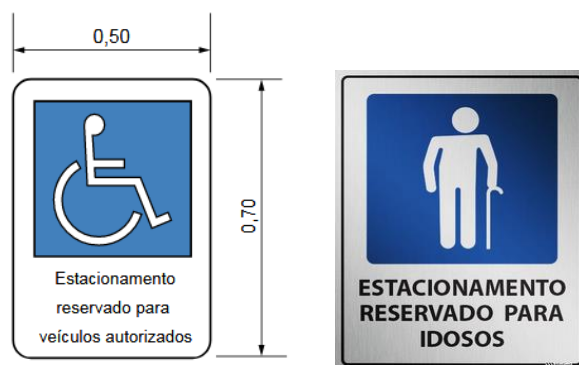 0,50
0,70
Estacionamento
reservado para
veículos autorizados
ESTACIONAMENTO
RESERVADO PARA
IDOSOS